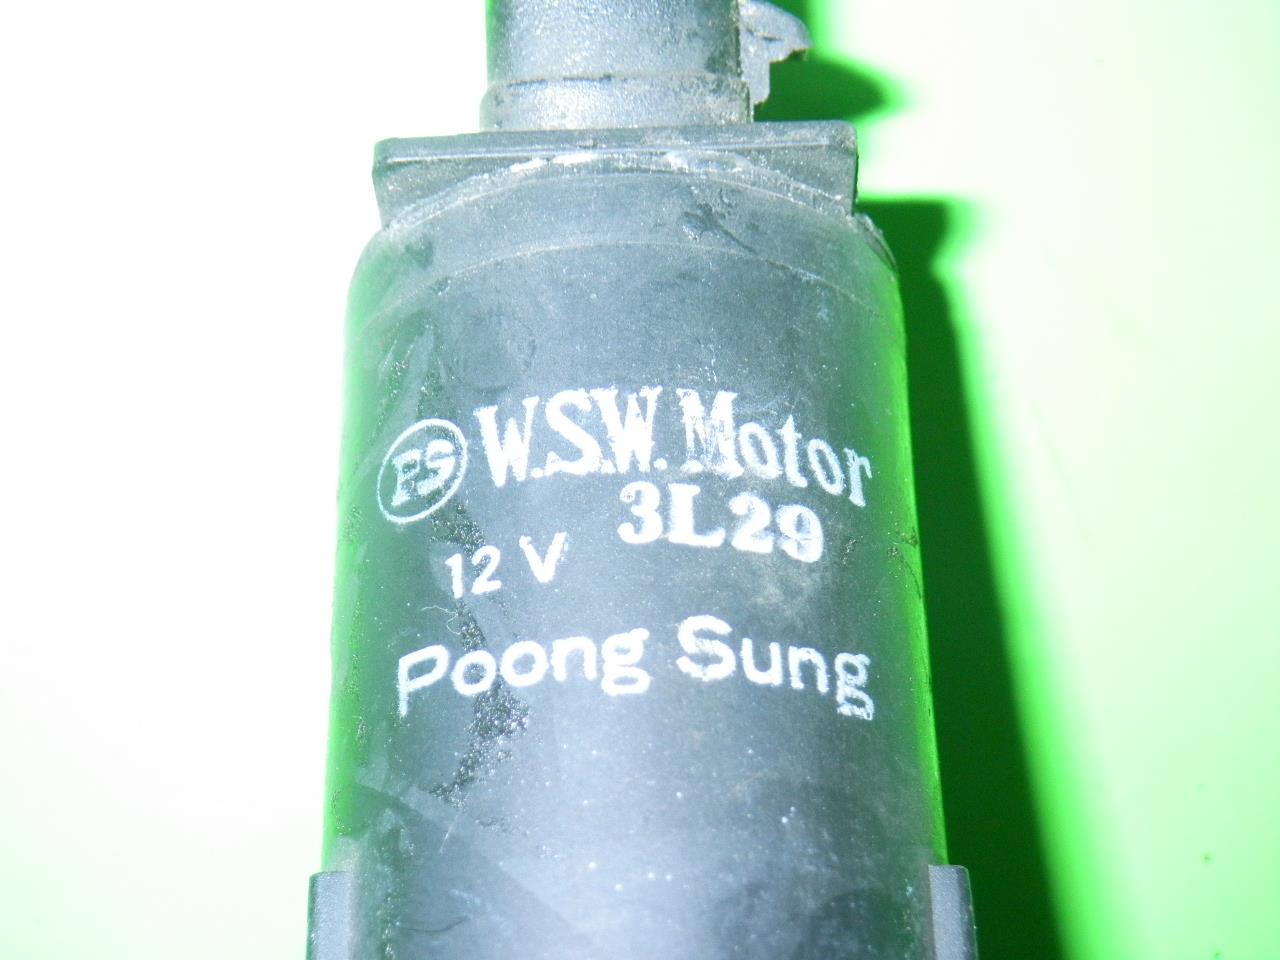 PS W.S.W. Motor
3L29
12 V
Poong Sung